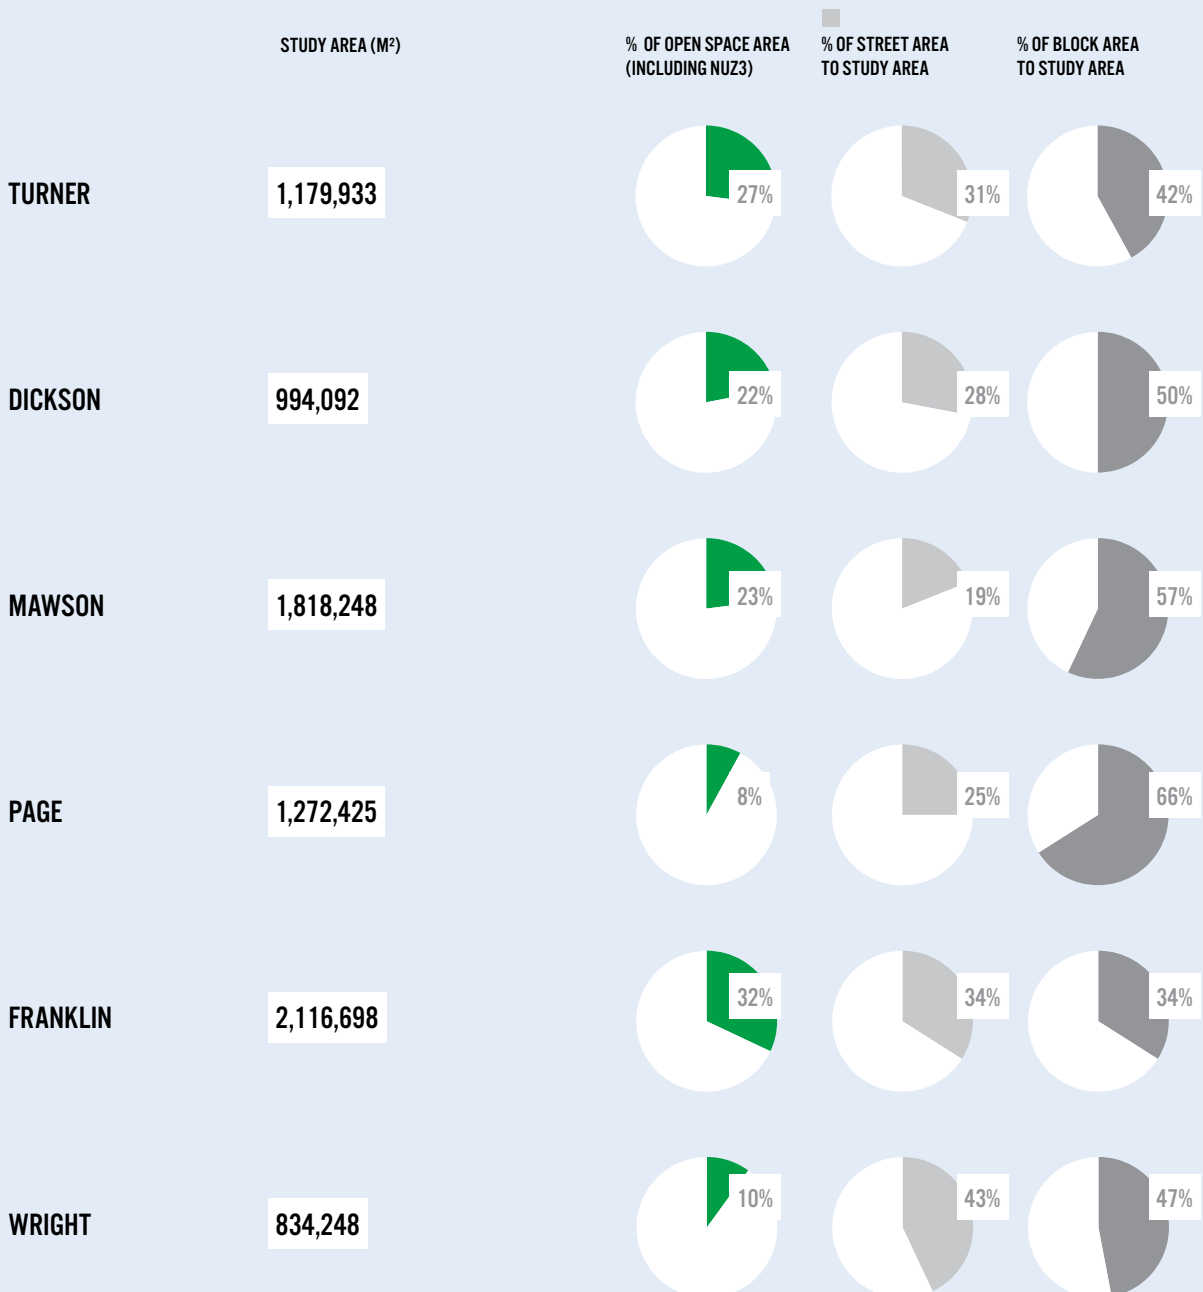 STUDY AREA (M²)
% OF OPEN SPACE AREA
(INCLUDING NUZ3)
% OF STREET AREA
TO STUDY AREA
% OF BLOCK AREA
TO STUDY AREA
TURNER
1,179,933
27%
31%
42%
DICKSON
994,092
22%
28%
50%
MAWSON
1,818,248
23%
19%
57%
PAGE
1,272,425
8%
25%
66%
FRANKLIN
2,116,698
32%
34%
34%
WRIGHT
834,248
10%
43%
47%